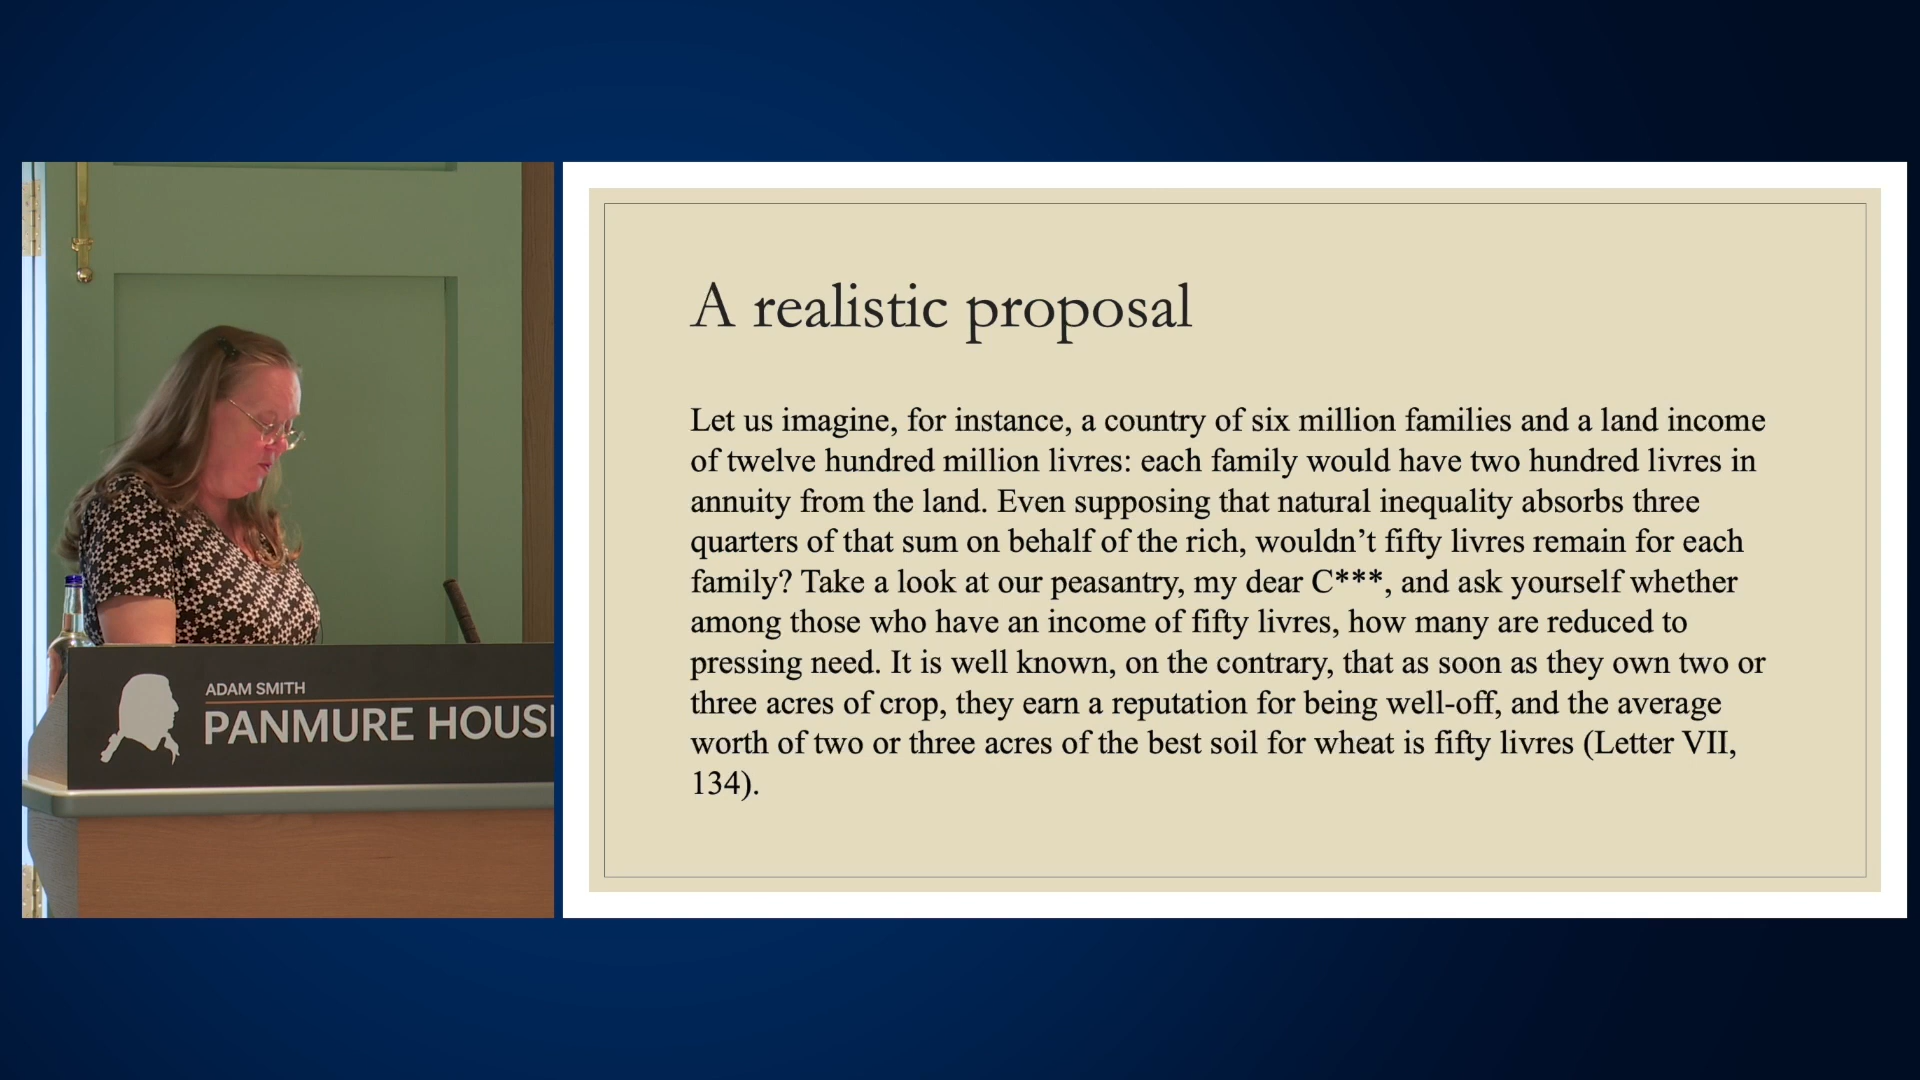 A realistic proposal
Let us imagine, for instance, a country of six million families and a land income
of twelve hundred million livres: each family would have two hundred livres in
annuity from the land. Even supposing that natural inequality absorbs three
quarters of that sum on behalf of the rich, wouldn’t fifty livres remain for each
family? Take a look at our peasantry, my dear C***, and ask yourself whether
among those who have an income of fifty livres, how many are reduced to
pressing need. It is well known, on the contrary, that as soon as they own two or
three acres of crop, they earn a reputation for being well-off, and the average
worth of two or three acres of the best soil for wheat is fifty livres (Letter VII,
134).
ADAM SMITH
PANMURE HOUS